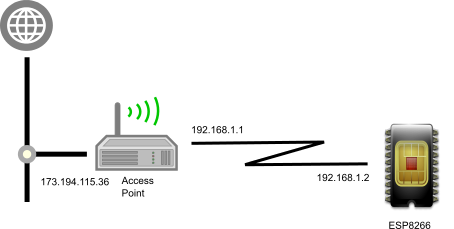 192.168.1.1
173.194.115.36
Access
Point
192.168.1.2
ESP8266